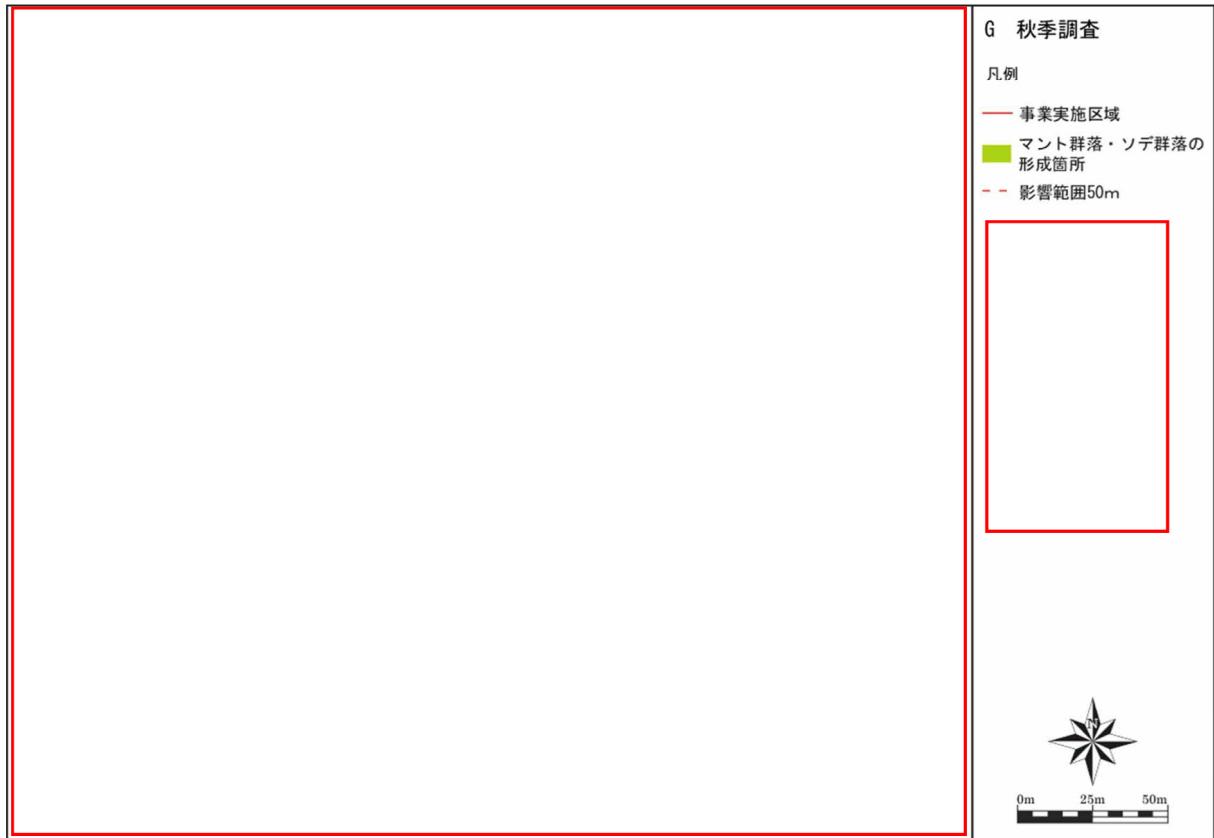 G 秋季調査
凡例
事業実施区域
マント群落・ソデ群落の
形成箇所
影響範囲50m
N
0m 25m 50m